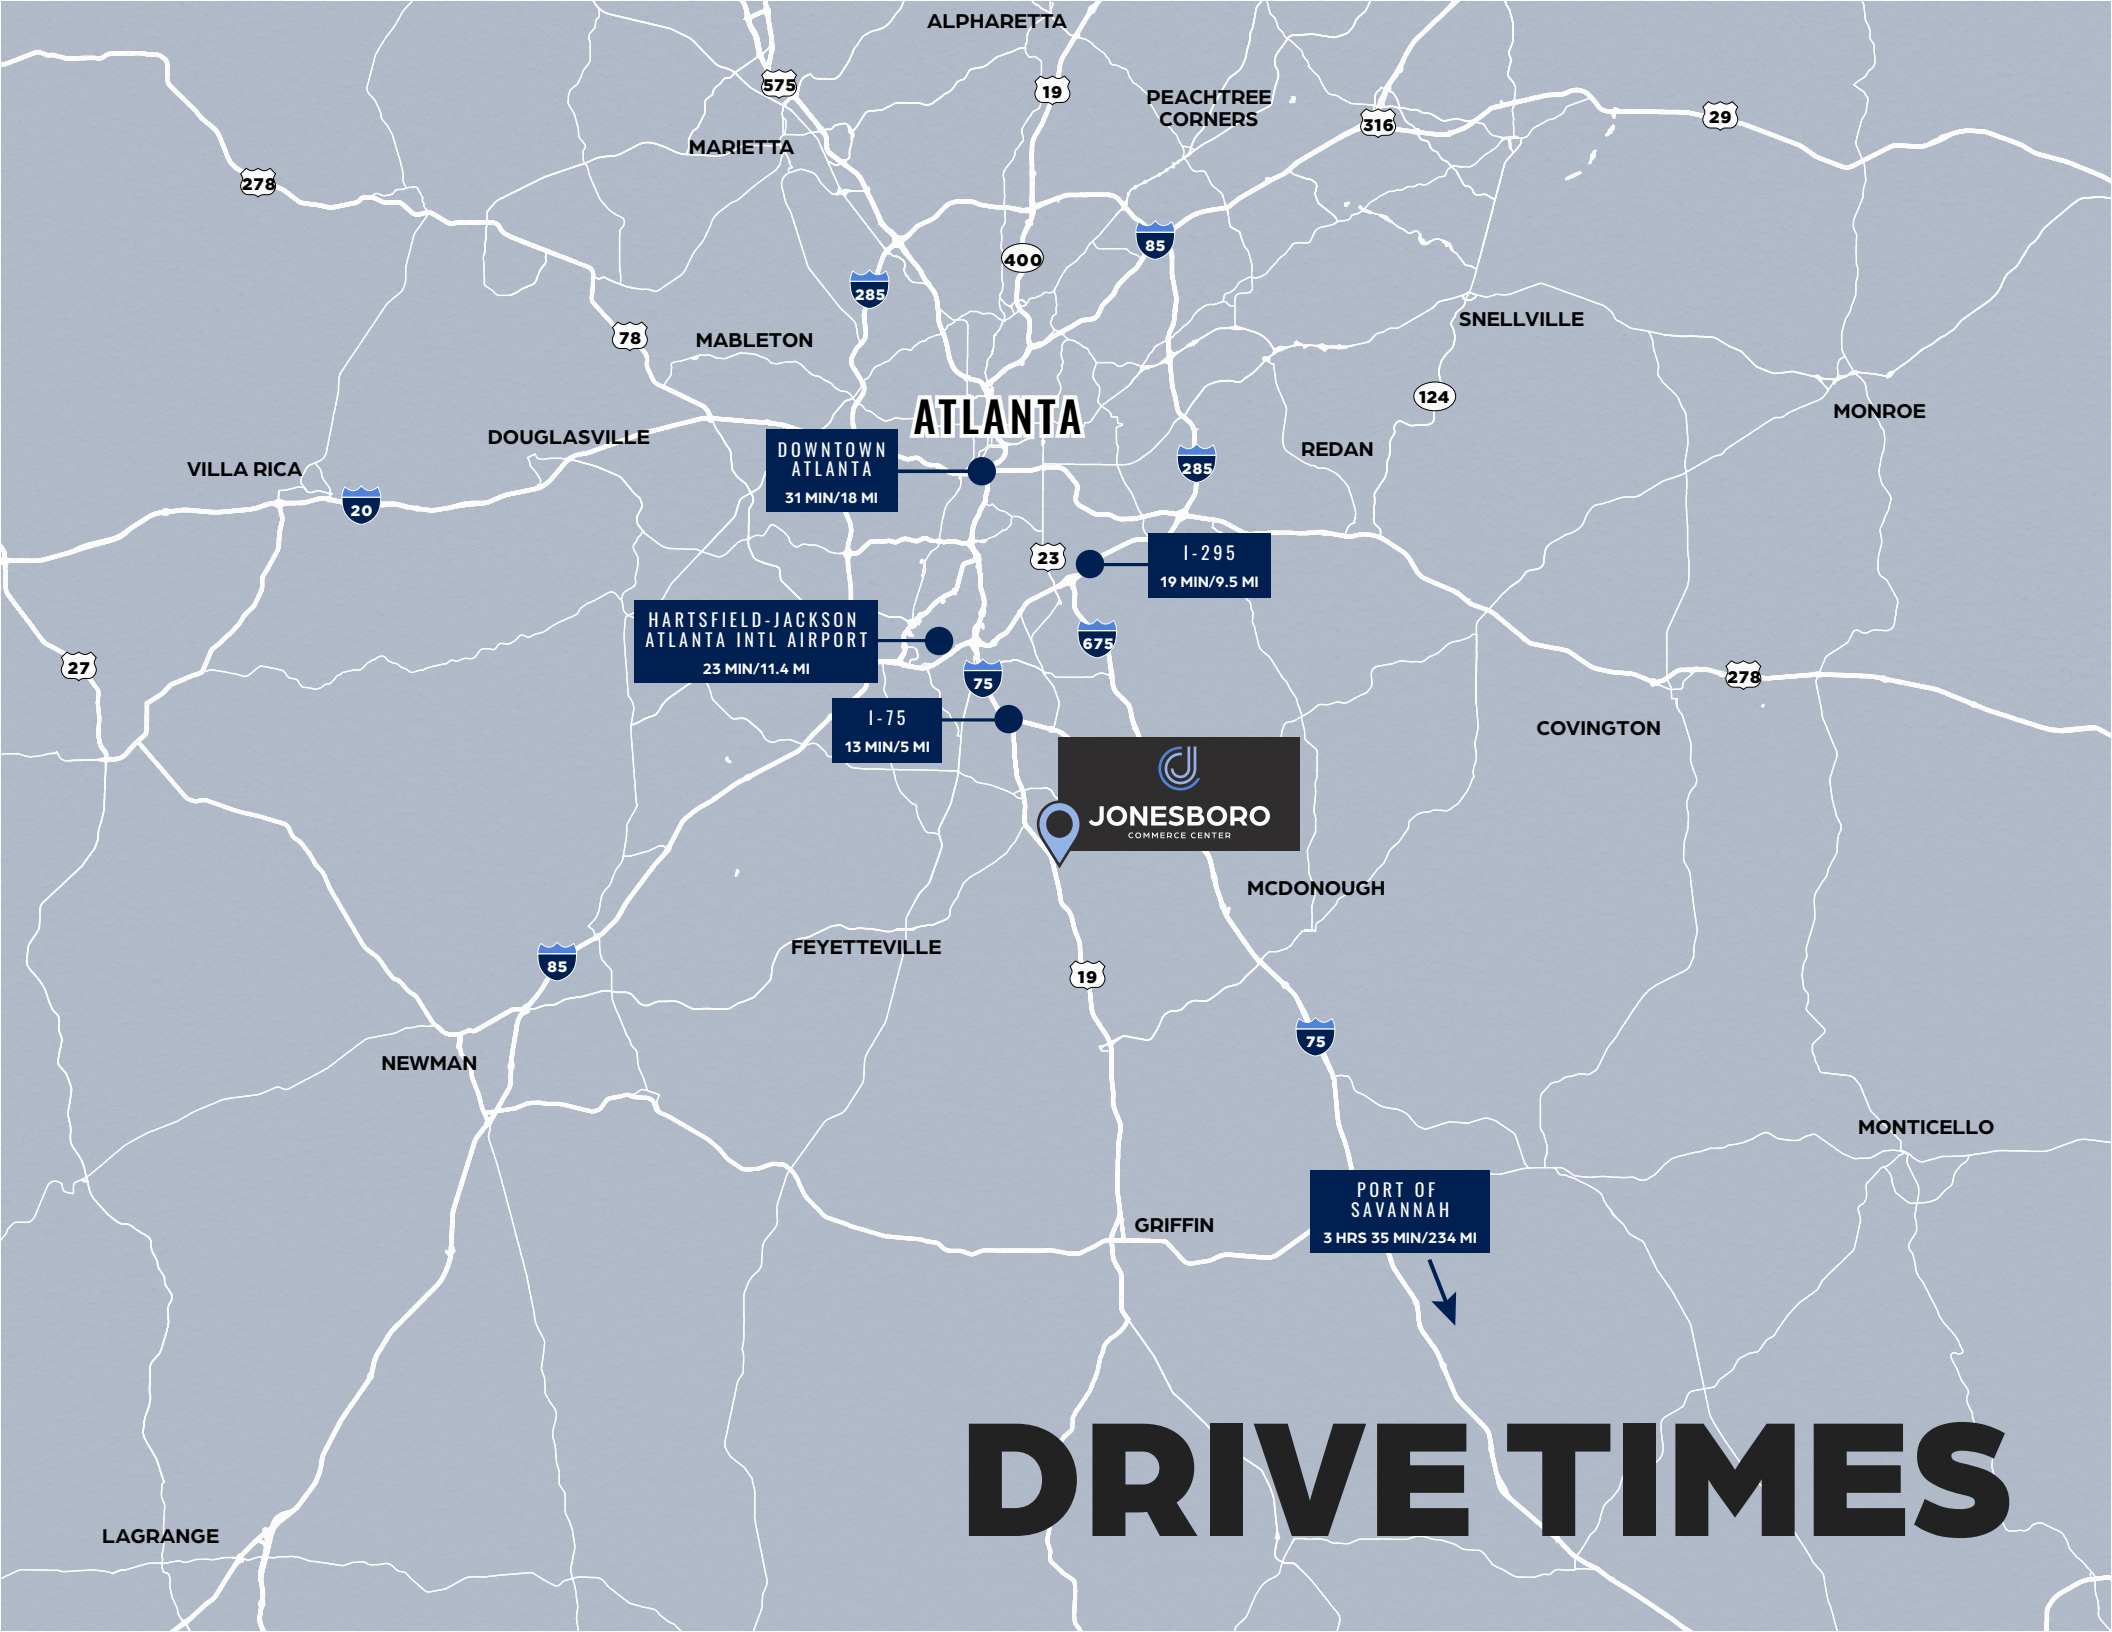 ALPHARETTA
575
19
PEACHTREE
CORNERS
316
29
MARIETTA
278
85
400
285
SNELLVILLE
78
MABLETON
124
MONROE
ATLANTA
DOUGLASVILLE
DOWNTOWN
ATLANTA
31 MIN/18 MI
REDAN
285
VILLA RICA
20
23
I-295
19 MIN/9.5 MI
HARTSFIELD-JACKSON
ATLANTA INTL AIRPORT
23 MIN/11.4 MI
675
27
75
278
I-75
13 MIN/5 MI
COVINGTON
JONESBORO
COMMERCE CENTER
MCDONOUGH
FEYETTEVILLE
85
19
75
NEWMAN
MONTICELLO
PORT OF
SAVANNAH
3 HRS 35 MIN/234 MI
GRIFFIN
DRIVE TIMES
LAGRANGE